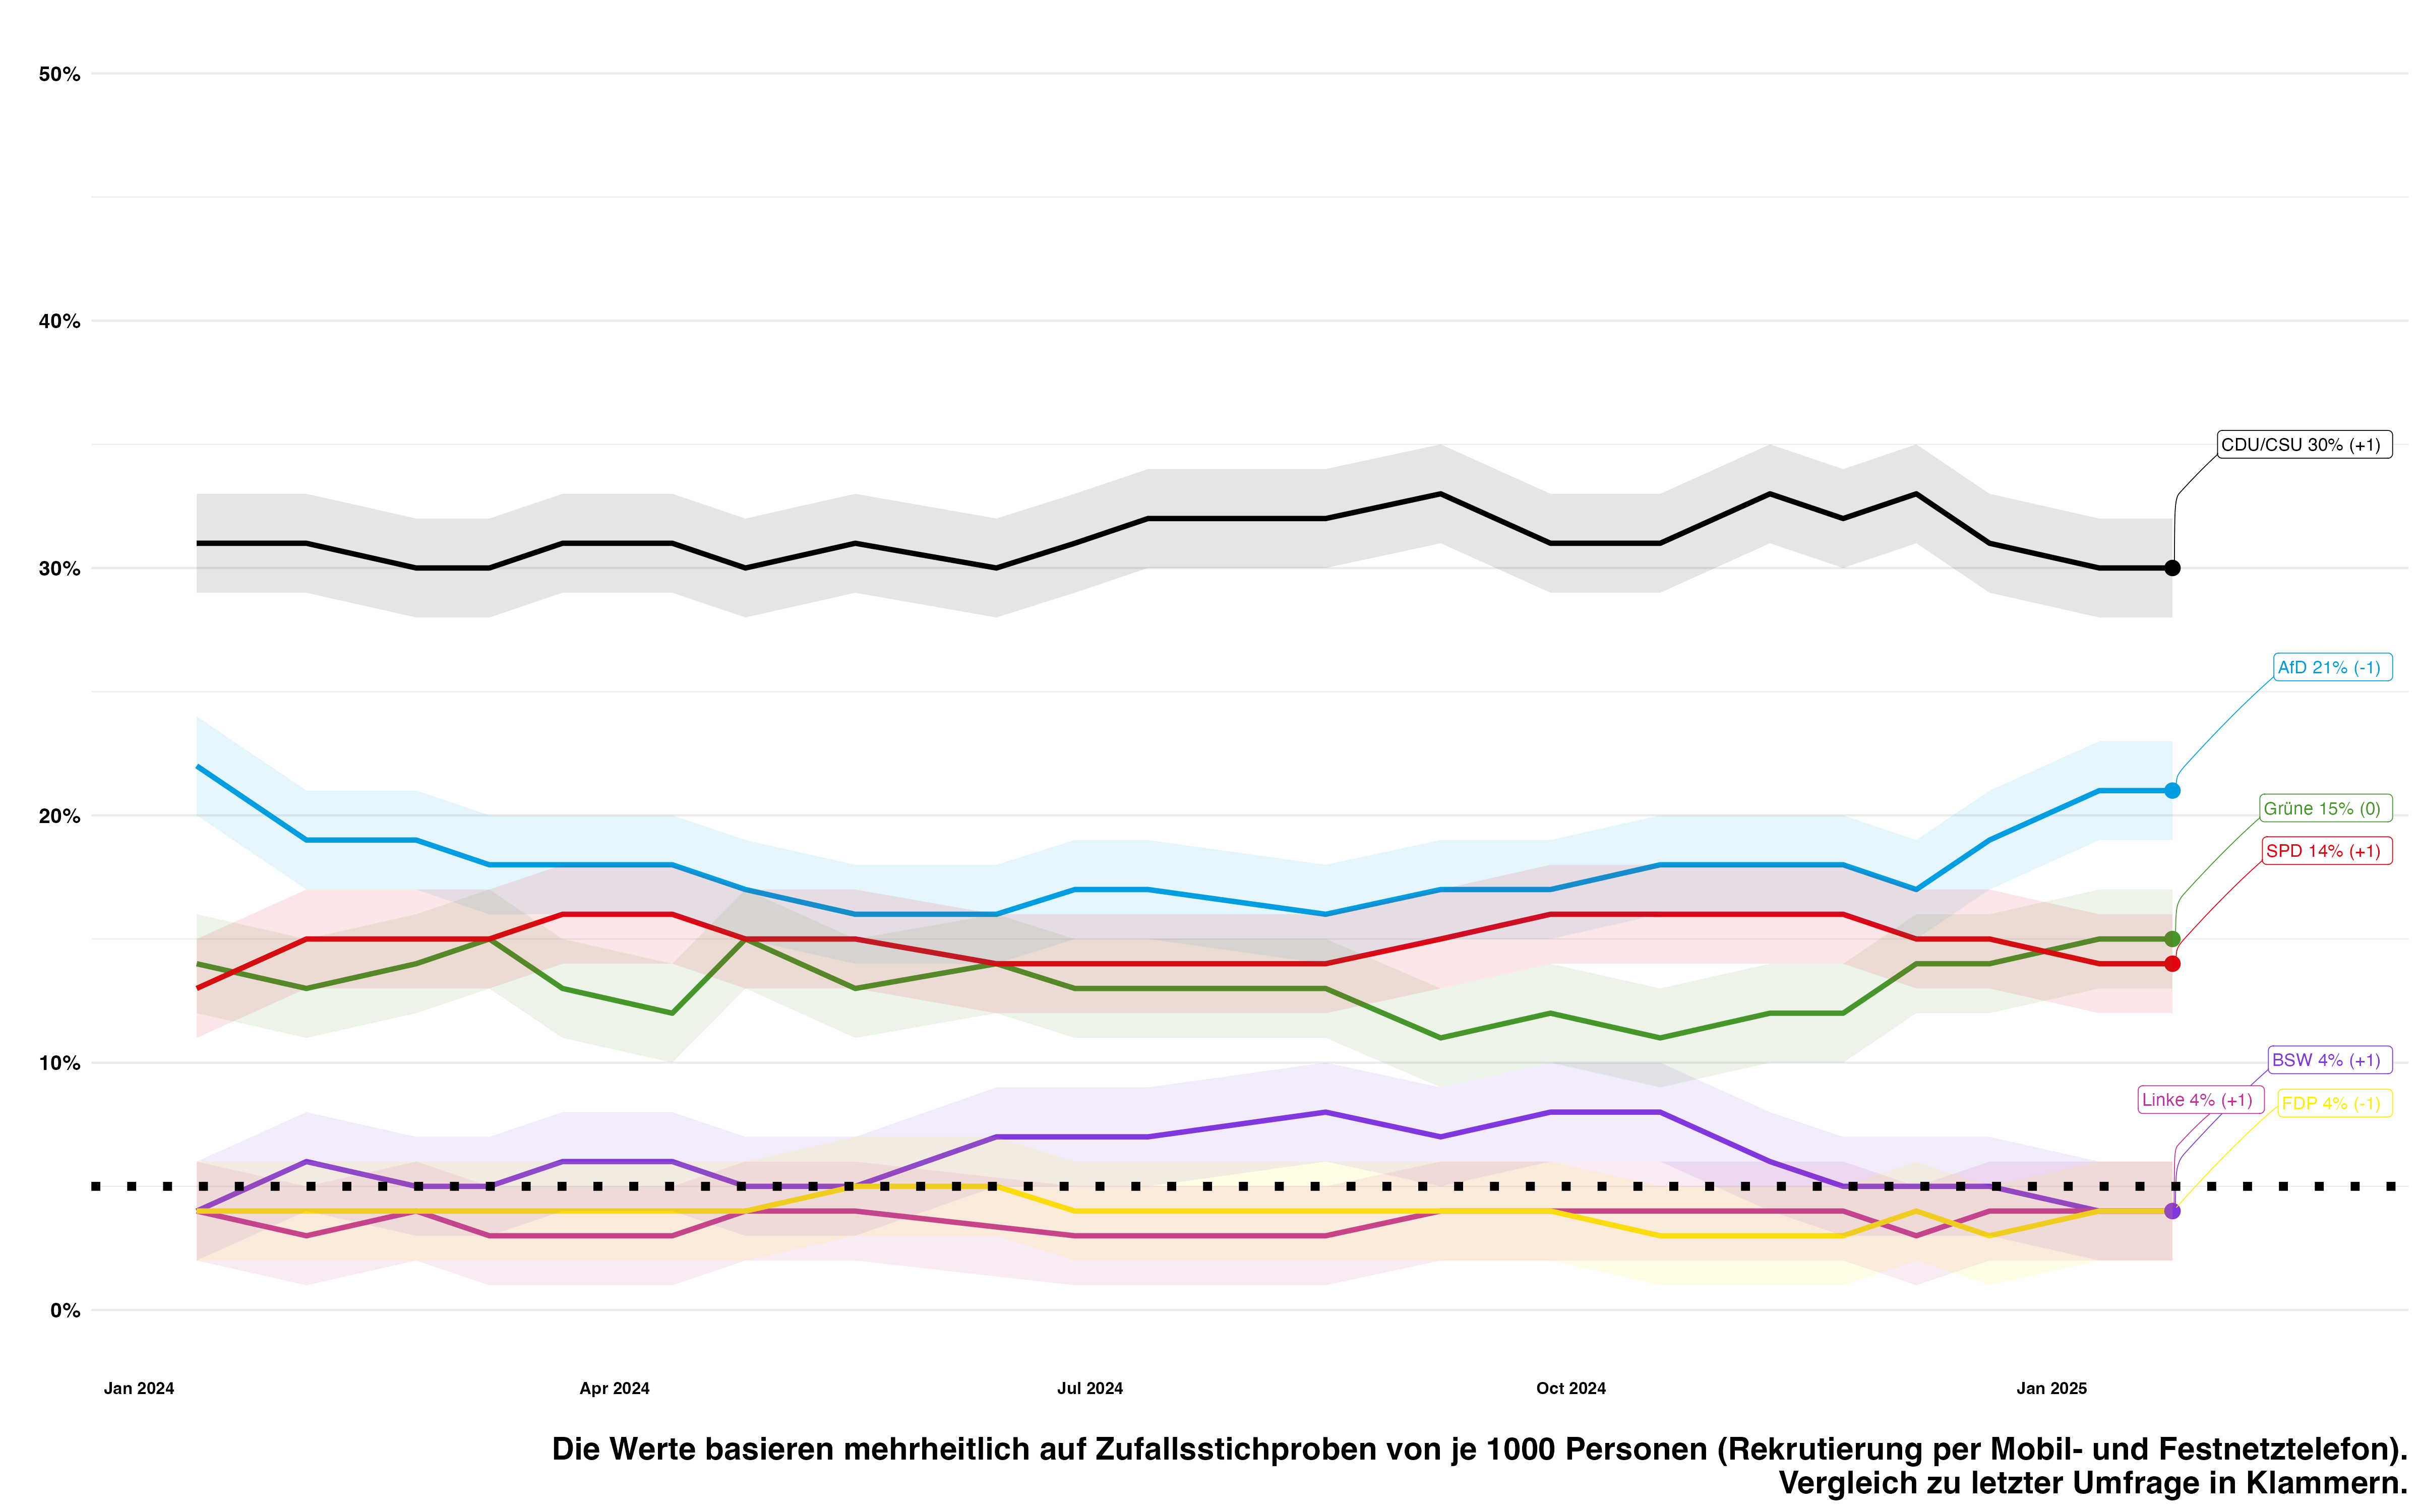 50%
40%
30%
20%
10%
0%
CDU/CSU 30% (+1)
AfD 21% (-1)
Grüne 15% (0)
SPD 14% (+1)
BSW 4% (+1)
Linke 4% (+1)
FDP 4% (-1)
Jan 2024
Apr 2024
Jul 2024
Oct 2024
Jan 2025
Die Werte basieren mehrheitlich auf Zufallsstichproben von je 1000 Personen (Rekrutierung per Mobil- und Festnetztelefon).
Vergleich zu letzter Umfrage in Klammern.